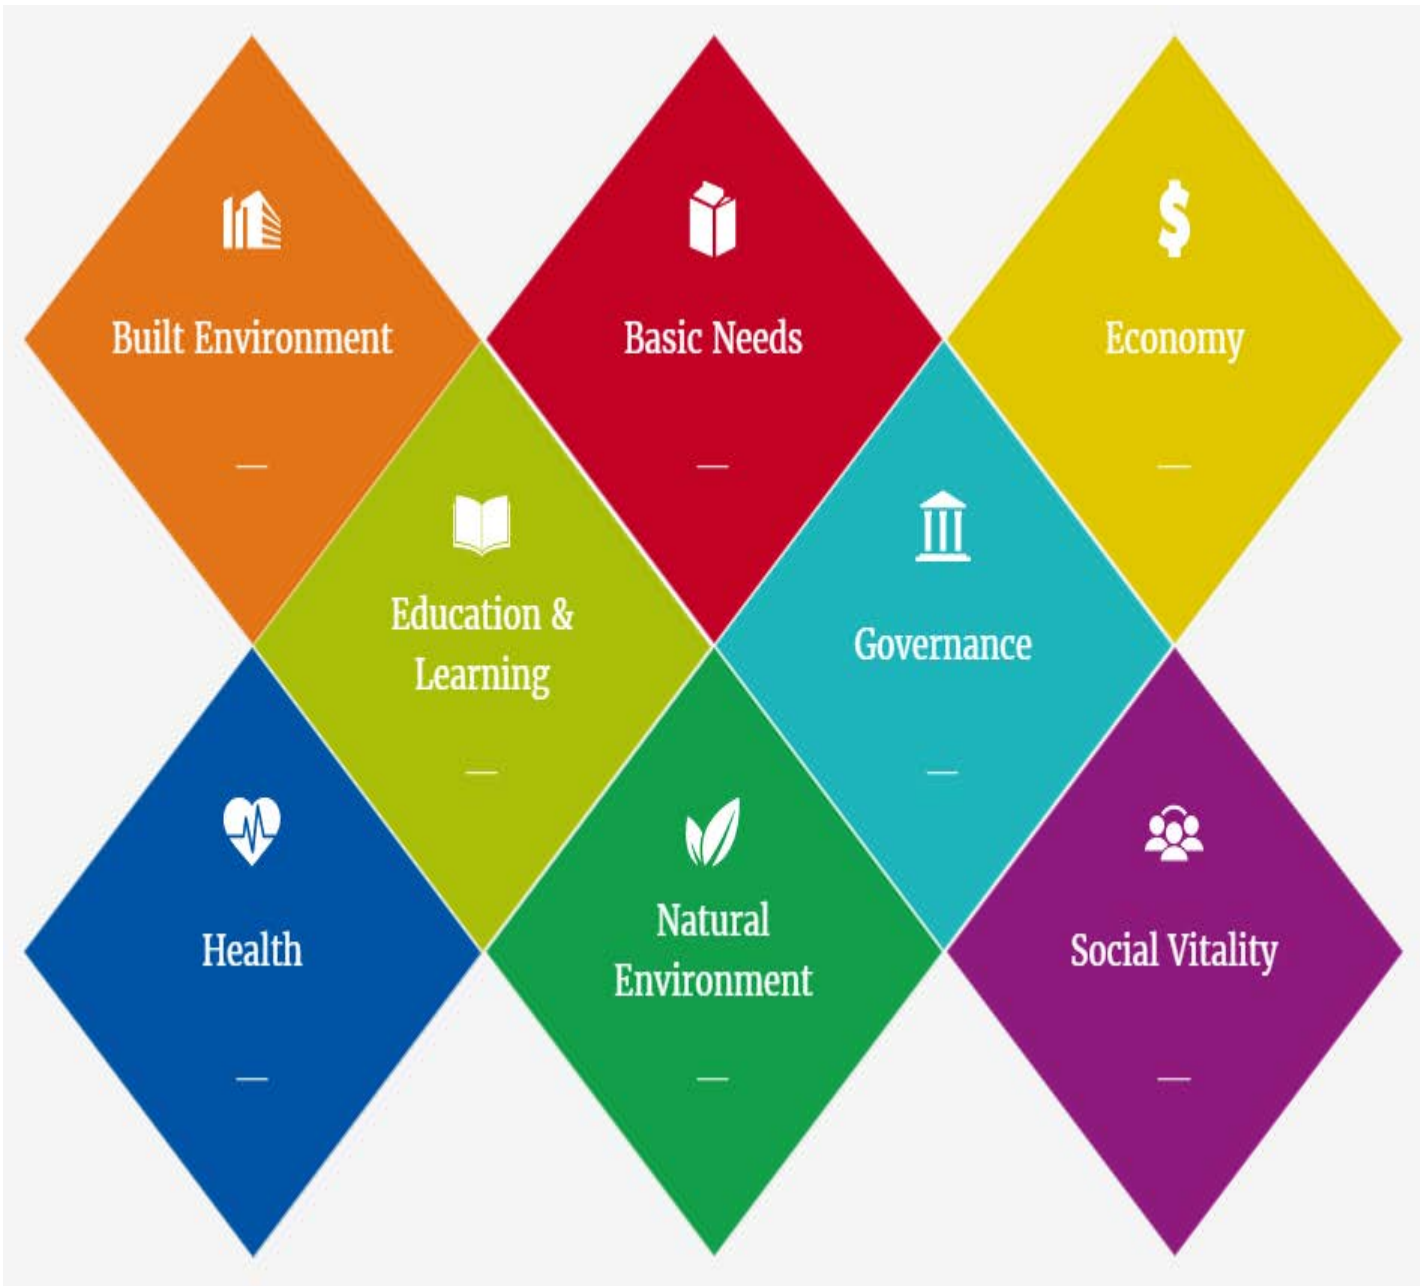 Built Environment
Basic Needs
Economy
Education &
Learning
Governance
Health
Natural
Environment
Social Vitality